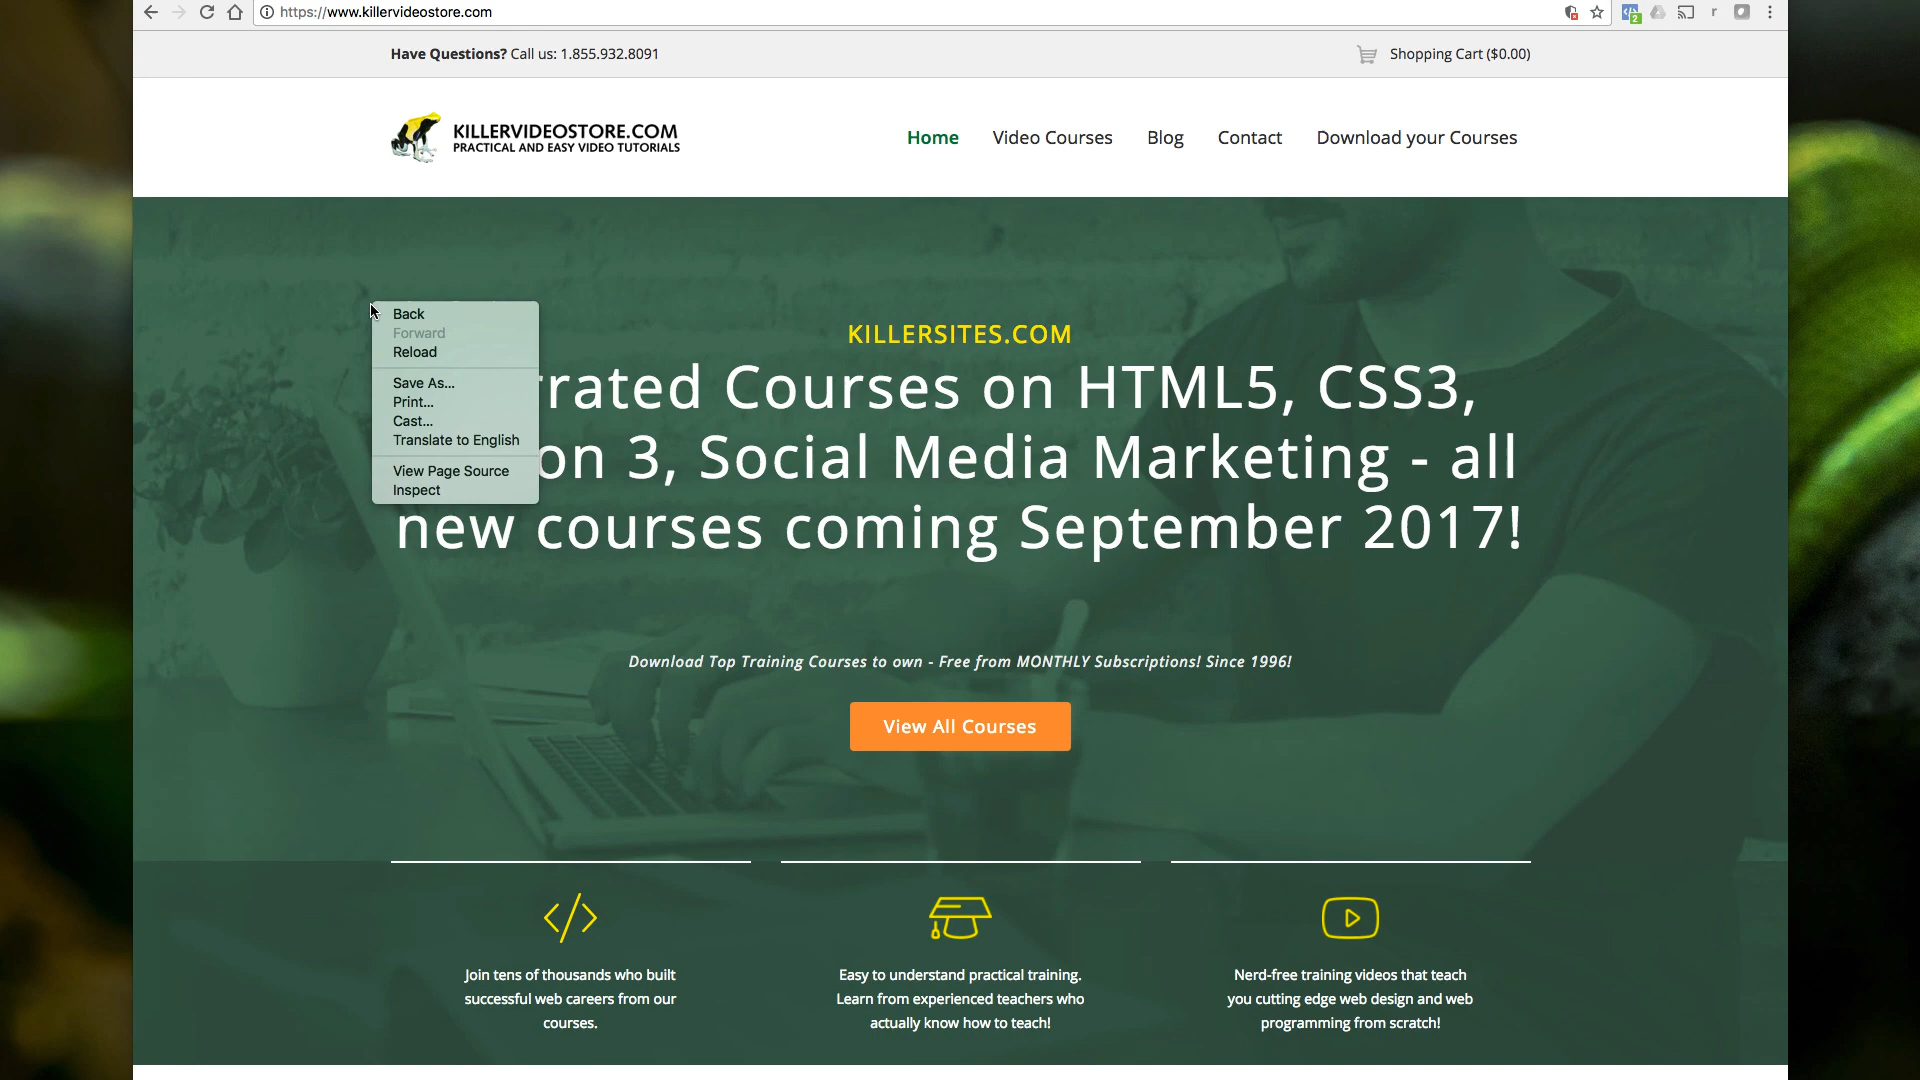 https://www.killervideostore.com
2
r
Have Questions? Call us: 1.855.932.8091
Shopping Cart ($0.00)
KILLERVIDEOSTORE.COM
PRACTICAL AND EASY VIDEO TUTORIALS
Home
Video Courses
Blog
Contact
Download your Courses
Back
Forward
Reload
Save As...
Print...
Cast...
Translate to English
View Page Source
Inspect
KILLERSITES.COM
Courses on HTML5, CSS3,
3, Social Media Marketing - all
new courses coming September 2017!
Download Top Training Courses to own - Free from MONTHLY Subscriptions! Since 1996!
View All Courses
Join tens of thousands who built
successful web careers from our
courses.
Easy to understand practical training.
Learn from experienced teachers who
actually know how to teach!
Nerd-free training videos that teach
you cutting edge web design and web
programming from scratch!